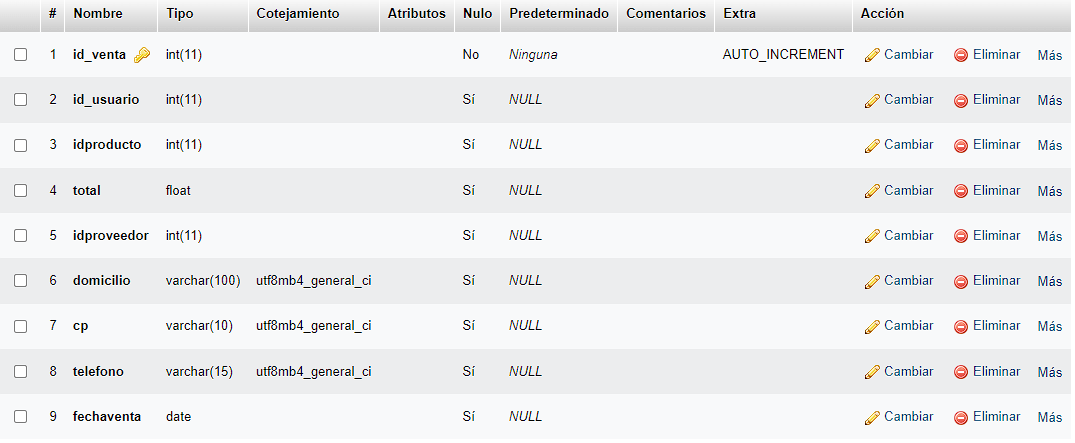 # Nombre Tipo Cotejamiento Atributos Nulo Predeterminado Comentarios Extra Acción
1 id_venta int(11) No Ninguna AUTO_INCREMENT Cambiar Eliminar Más
2 id_usuario int(11) Sí NULL Cambiar Eliminar Más
3 idproducto int(11) Sí NULL Cambiar Eliminar Más
4 total float Sí NULL Cambiar Eliminar Más
5 idproveedor int(11) Sí NULL Cambiar Eliminar Más
6 domicilio varchar(100) utf8mb4_general_ci Sí NULL Cambiar Eliminar Más
7 cp varchar(10) utf8mb4_general_ci Sí NULL Cambiar Eliminar Más
8 telefono varchar(15) utf8mb4_general_ci Sí NULL Cambiar Eliminar Más
9 fechaventa date Sí NULL Cambiar Eliminar Más